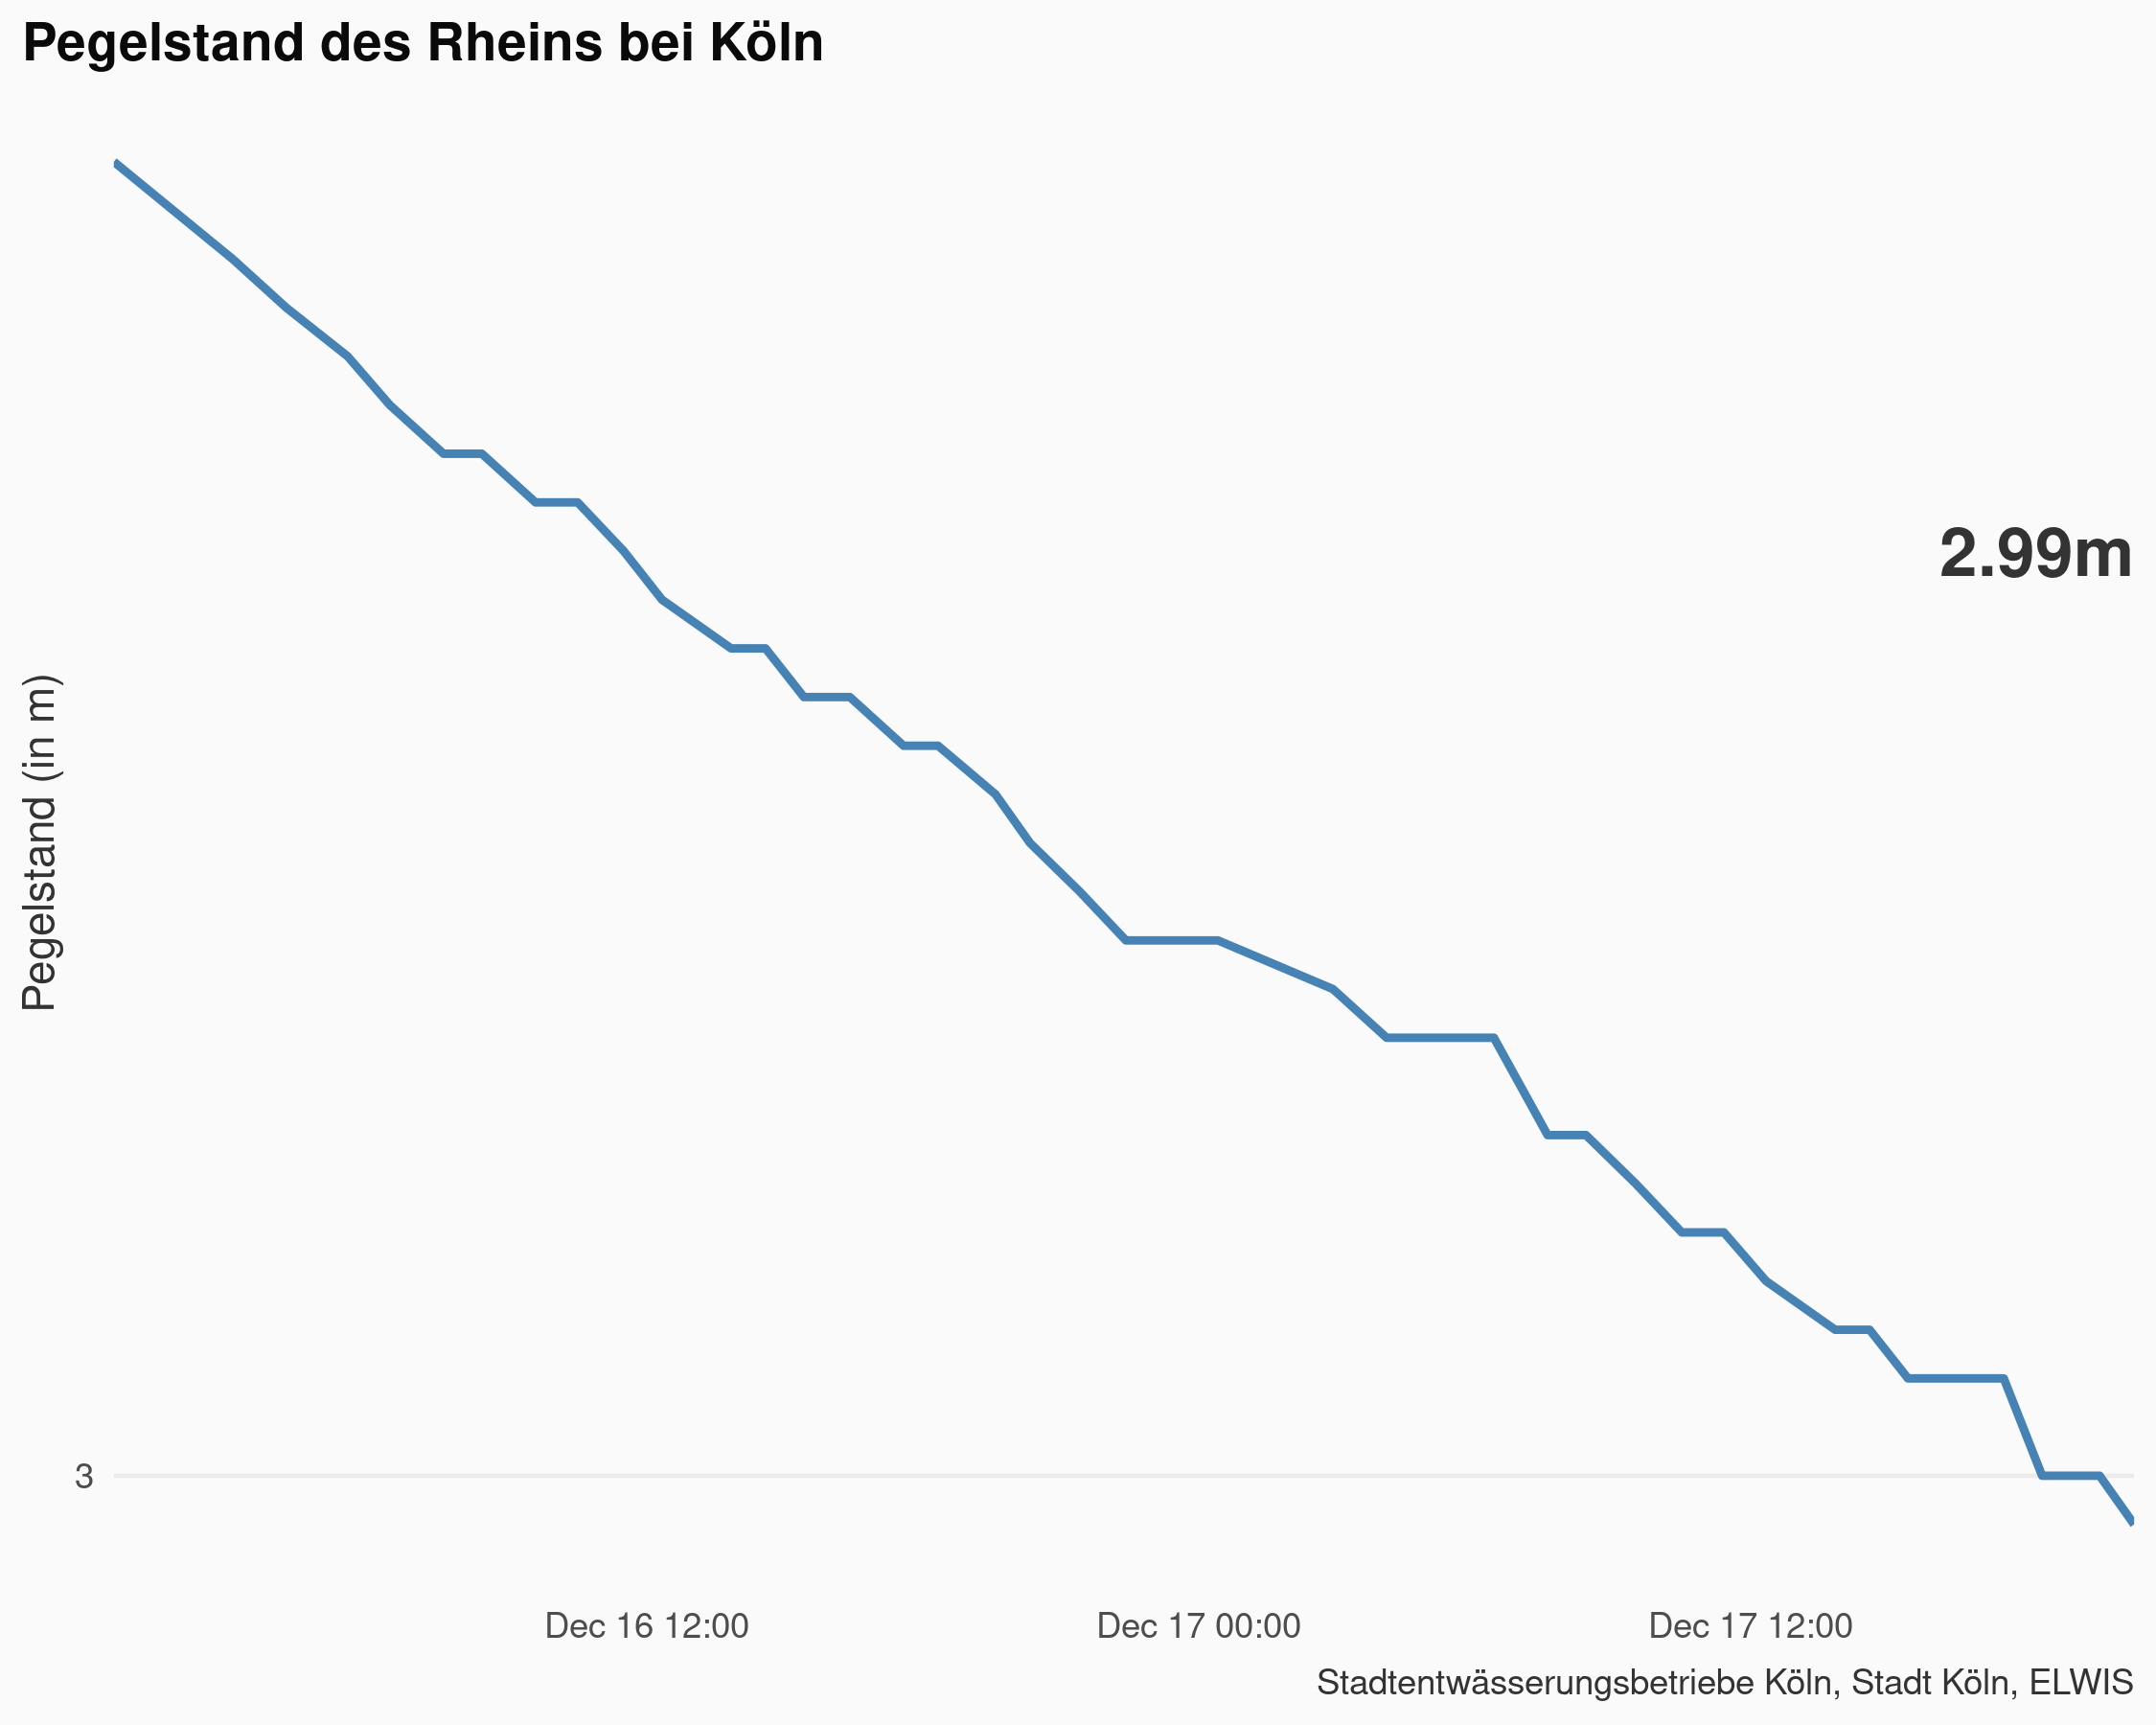 Pegelstand des Rheins bei Köln
2.99m
Pegelstand (in m)
3
Dec 16 12:00
Dec 17 00:00
Dec 17 12:00
Stadtentwässerungsbetriebe Köln, Stadt Köln, ELWIS